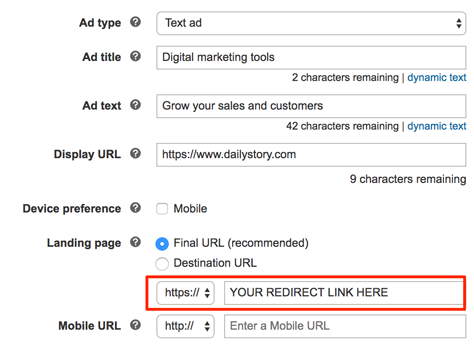 Ad type ? Text ad
Ad title ? Digital marketing tools
2 characters remaining | dynamic text
Ad text ? Grow your sales and customers
42 characters remaining | dynamic text
Display URL ? https://www.dailystory.com
9 characters remaining
Device preference ? Mobile
Landing page ? Final URL (recommended)
Destination URL
https:// YOUR REDIRECT LINK HERE
Mobile URL ? http:// Enter a Mobile URL